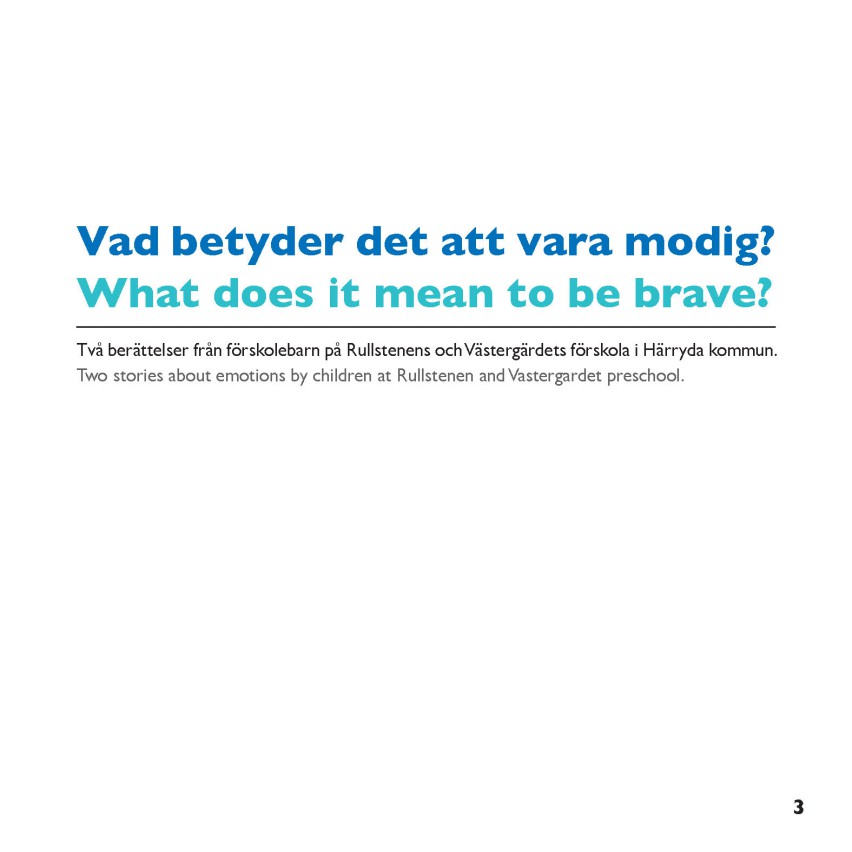 Vad betyder det att vara modig?
What does it mean to be brave?
Två berättelser från förskolebarn på Rullstenens och Västergärdets förskola i Härryda kommun.
Two stories about emotions by children at Rullstenen and Vastergardet preschool.
3